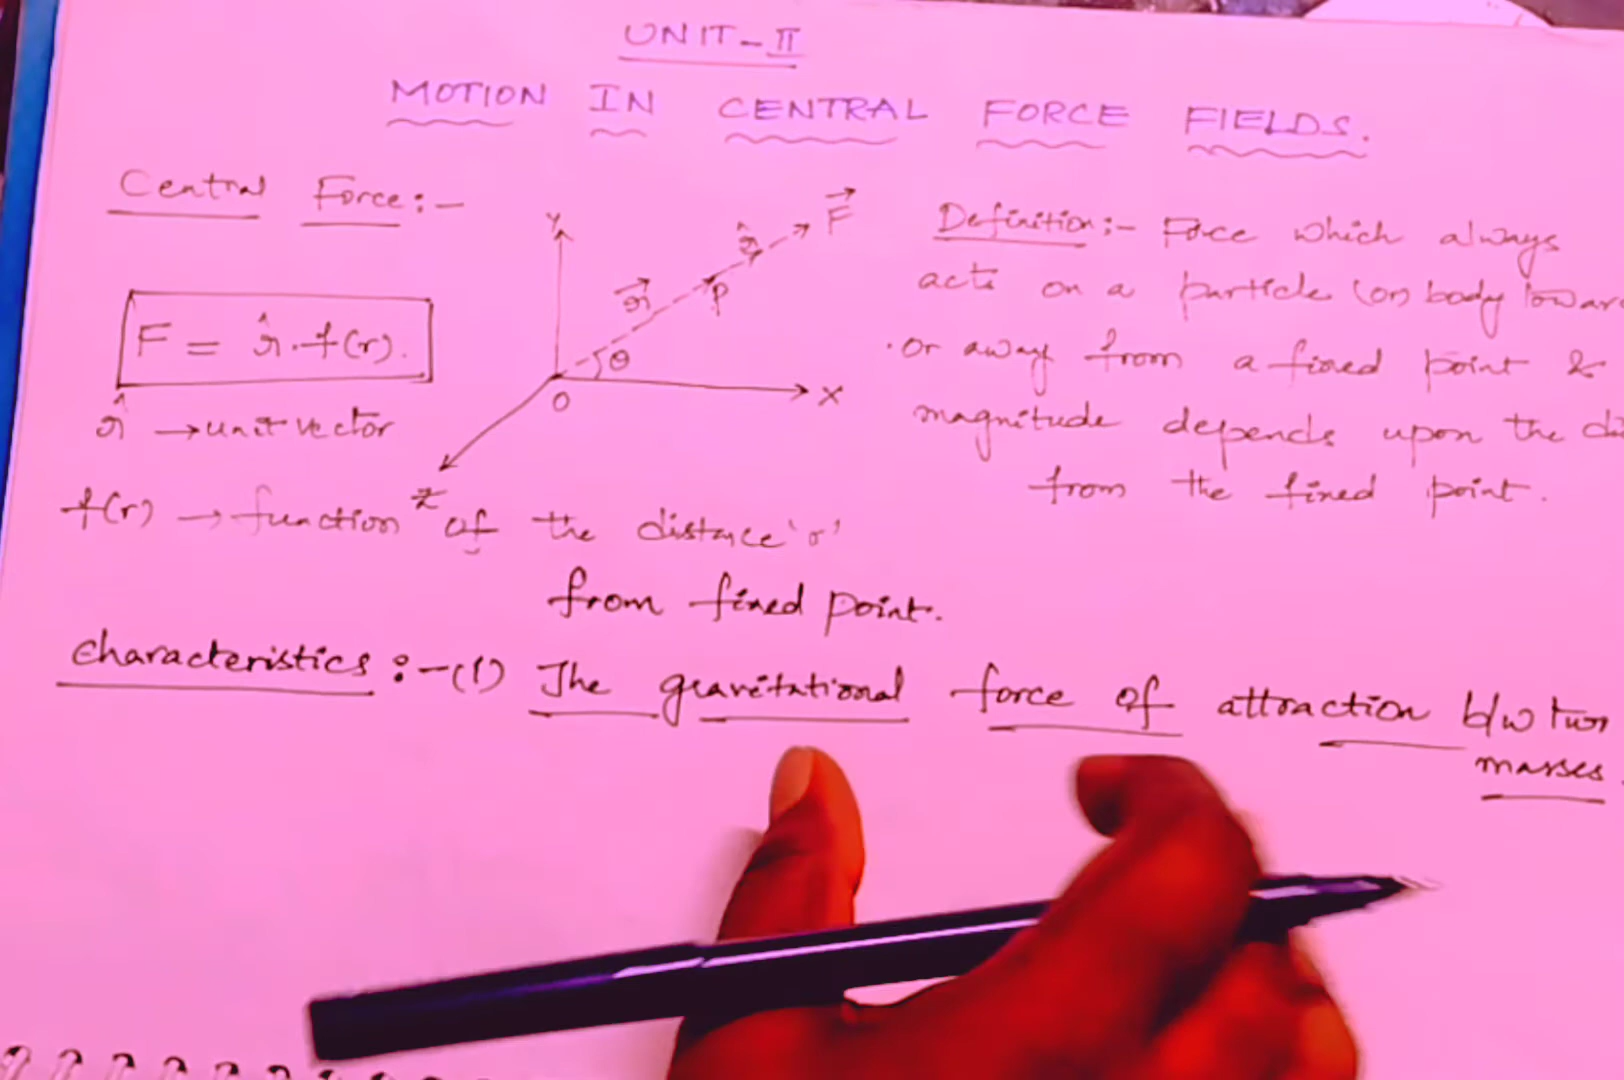 UNIT-II
MOTION IN CENTRAL FORCE FIELDS.
Central Force:-
F = r̂.f(r).
r̂ → unit vector
f(r) → function of the distance 'r'
from fixed point.
Y
X
Z
O
θ
r⃗
P
r̂
F⃗
Definition:- Force which always
acts on a particle (or) body
or away from a fixed point &
magnitude depends upon the
from the fixed point.
Characteristics:-(1) The gravitational force of attraction b/w two
masses.